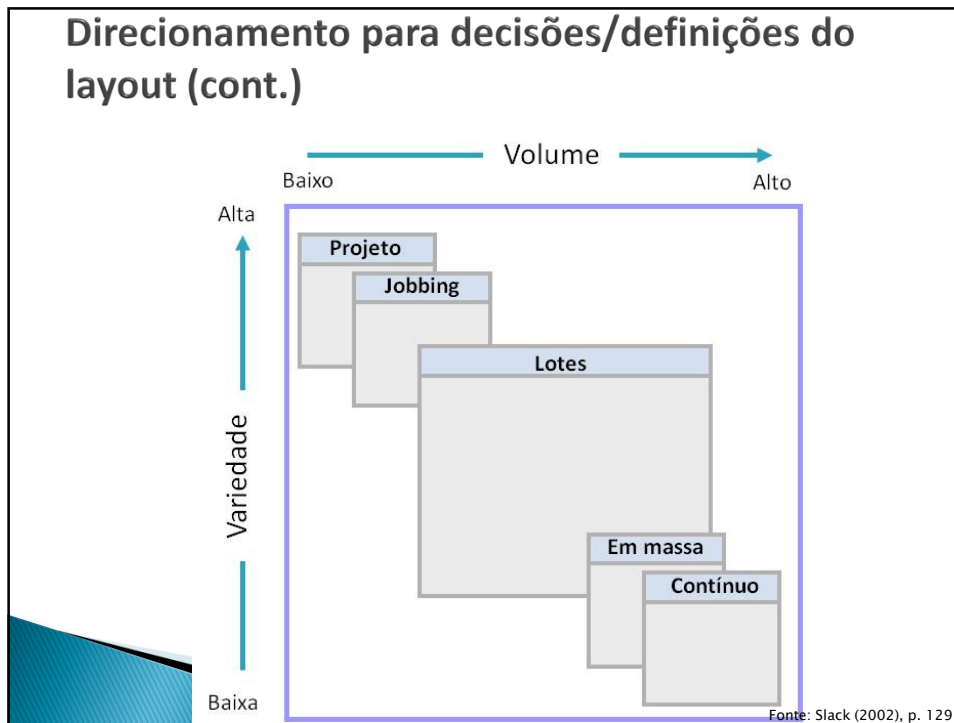 Direcionamento para decisões/definições do
layout (cont.)
Volume
Baixo
Alto
Alta
Projeto
Jobbing
Lotes
Variedade
Em massa
Contínuo
Baixa
Fonte: Slack (2002), p. 129